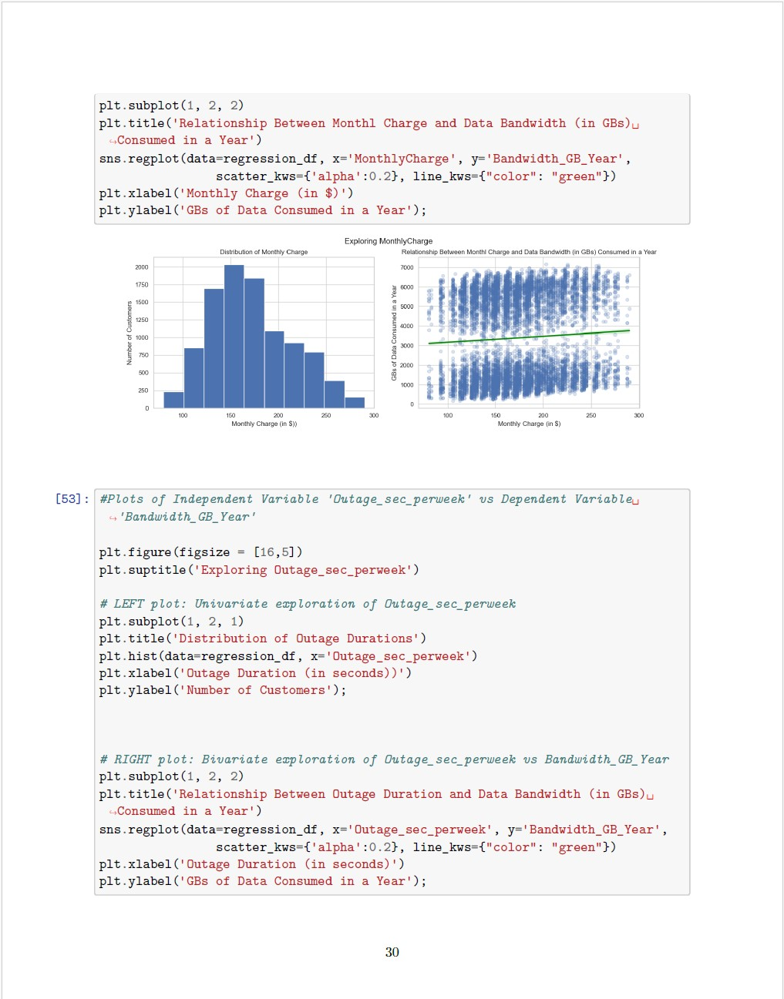 plt.subplot(1, 2, 2)
plt.title('Relationship Between Monthl Charge and Data Bandwidth (in GBs)␣
↪Consumed in a Year')
sns.regplot(data=regression_df, x='MonthlyCharge', y='Bandwidth_GB_Year',
scatter_kws={'alpha':0.2}, line_kws={"color": "green"})
plt.xlabel('Monthly Charge (in $)')
plt.ylabel('GBs of Data Consumed in a Year');
Exploring MonthlyCharge
Distribution of Monthly Charge
Number of Customers
2000
1750
1500
1250
1000
750
500
250
0
100 150 200 250 300
Monthly Charge (in $))
Relationship Between Monthl Charge and Data Bandwidth (in GBs) Consumed in a Year
GBs of Data Consumed in a Year
7000
6000
5000
4000
3000
2000
1000
0
100 150 200 250 300
Monthly Charge (in $)
[53]: #Plots of Independent Variable 'Outage_sec_perweek' vs Dependent Variable␣
↪'Bandwidth_GB_Year'
plt.figure(figsize = [16,5])
plt.suptitle('Exploring Outage_sec_perweek')
# LEFT plot: Univariate exploration of Outage_sec_perweek
plt.subplot(1, 2, 1)
plt.title('Distribution of Outage Durations')
plt.hist(data=regression_df, x='Outage_sec_perweek')
plt.xlabel('Outage Duration (in seconds))')
plt.ylabel('Number of Customers');
# RIGHT plot: Bivariate exploration of Outage_sec_perweek vs Bandwidth_GB_Year
plt.subplot(1, 2, 2)
plt.title('Relationship Between Outage Duration and Data Bandwidth (in GBs)␣
↪Consumed in a Year')
sns.regplot(data=regression_df, x='Outage_sec_perweek', y='Bandwidth_GB_Year',
scatter_kws={'alpha':0.2}, line_kws={"color": "green"})
plt.xlabel('Outage Duration (in seconds)')
plt.ylabel('GBs of Data Consumed in a Year');
30